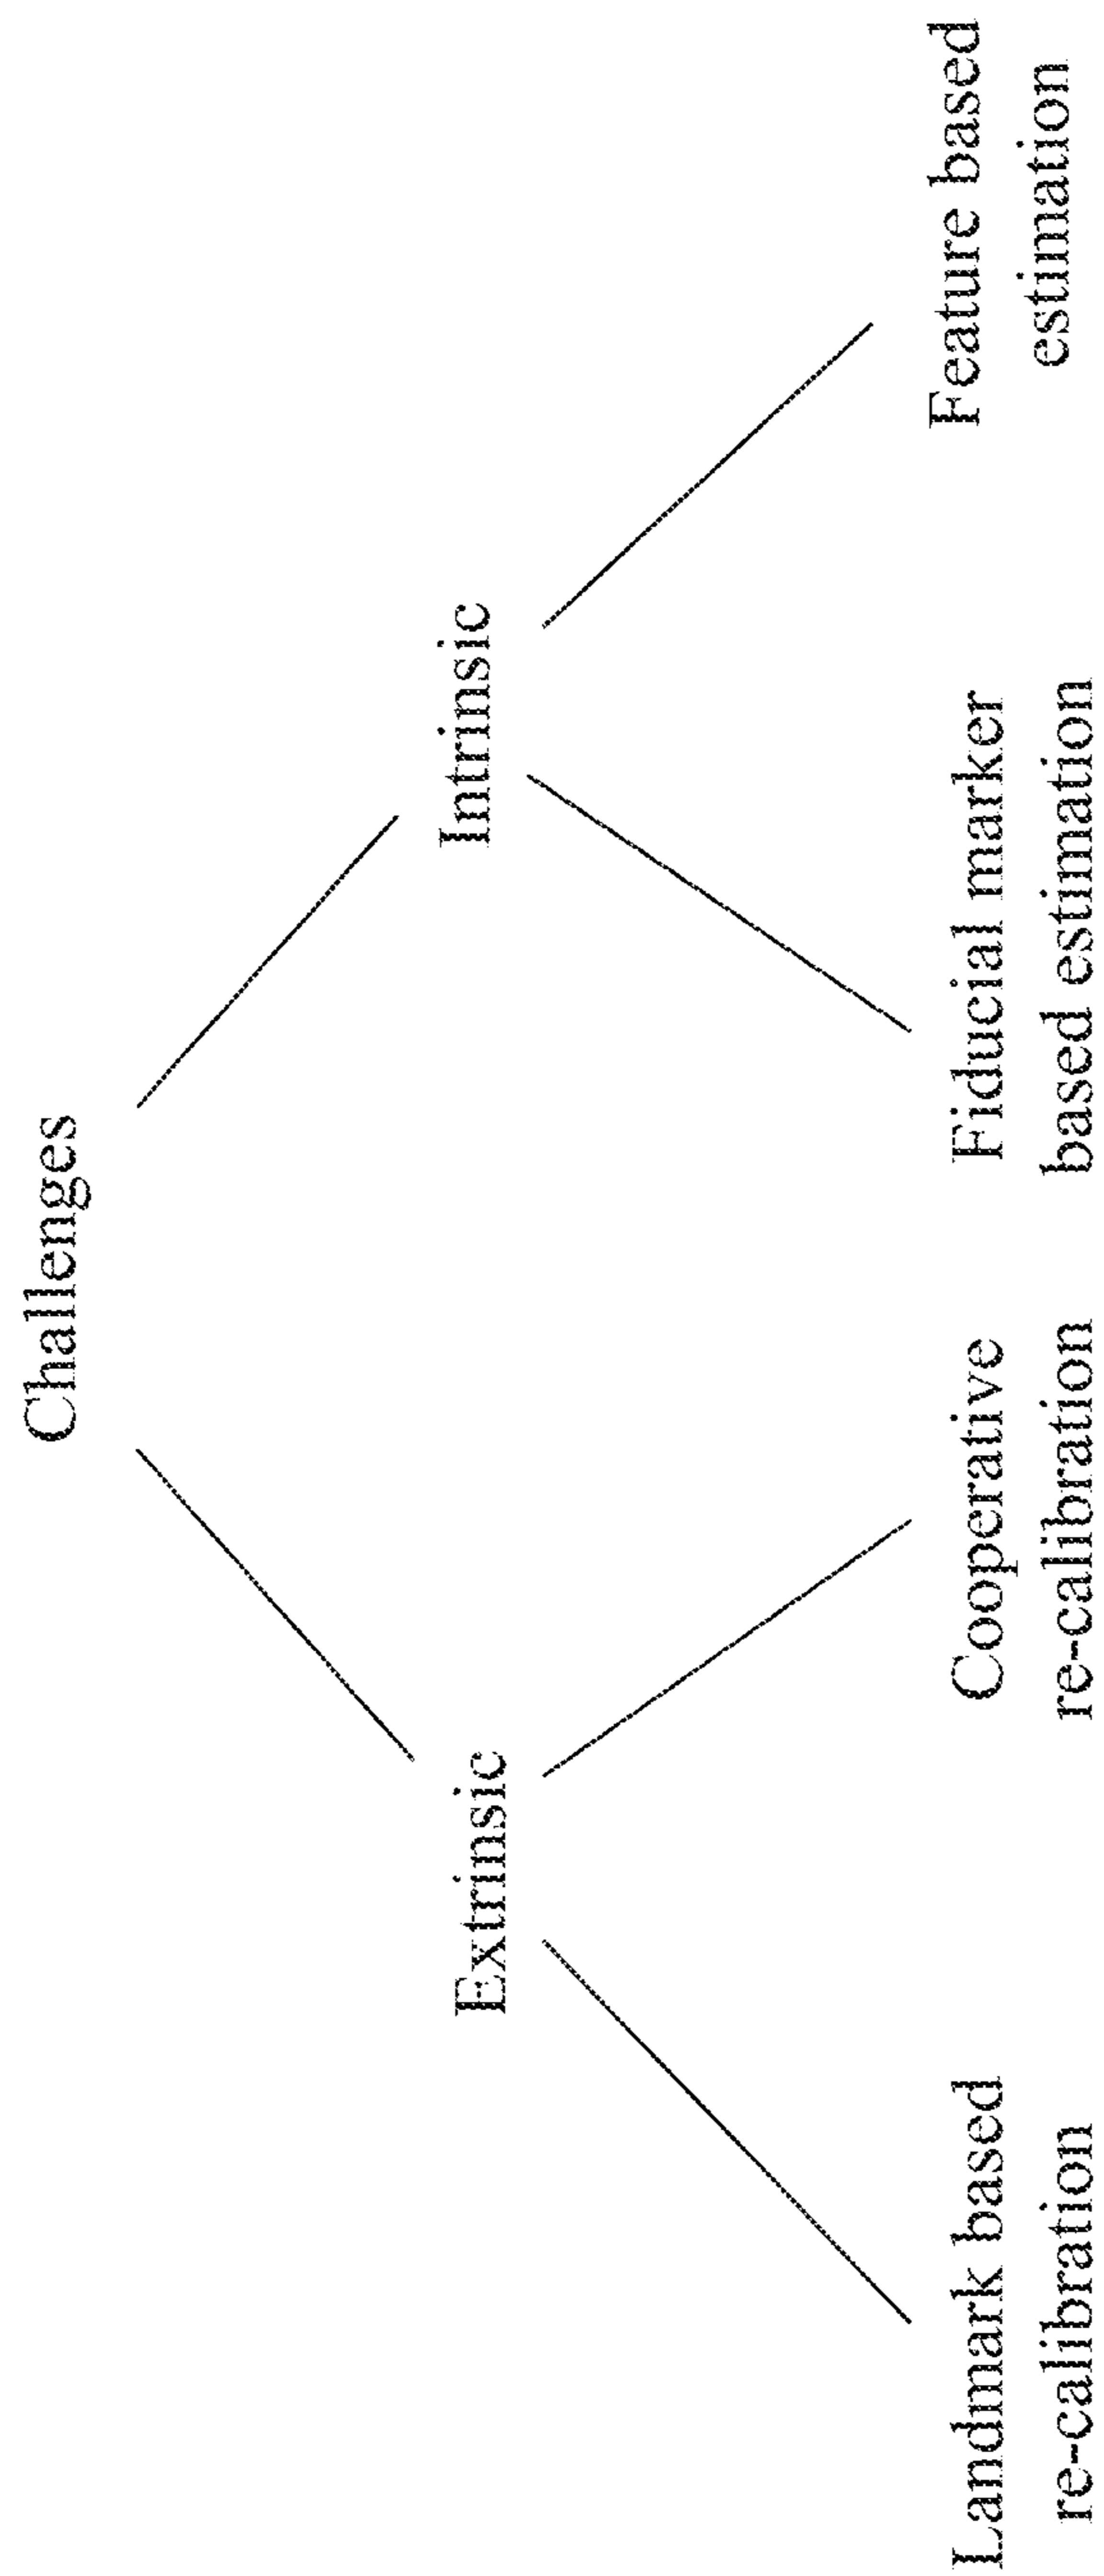 Challenges
Extrinsic
Intrinsic
Landmark based
re-calibration
Cooperative
re-calibration
Fiducial marker
based estimation
Feature based
estimation